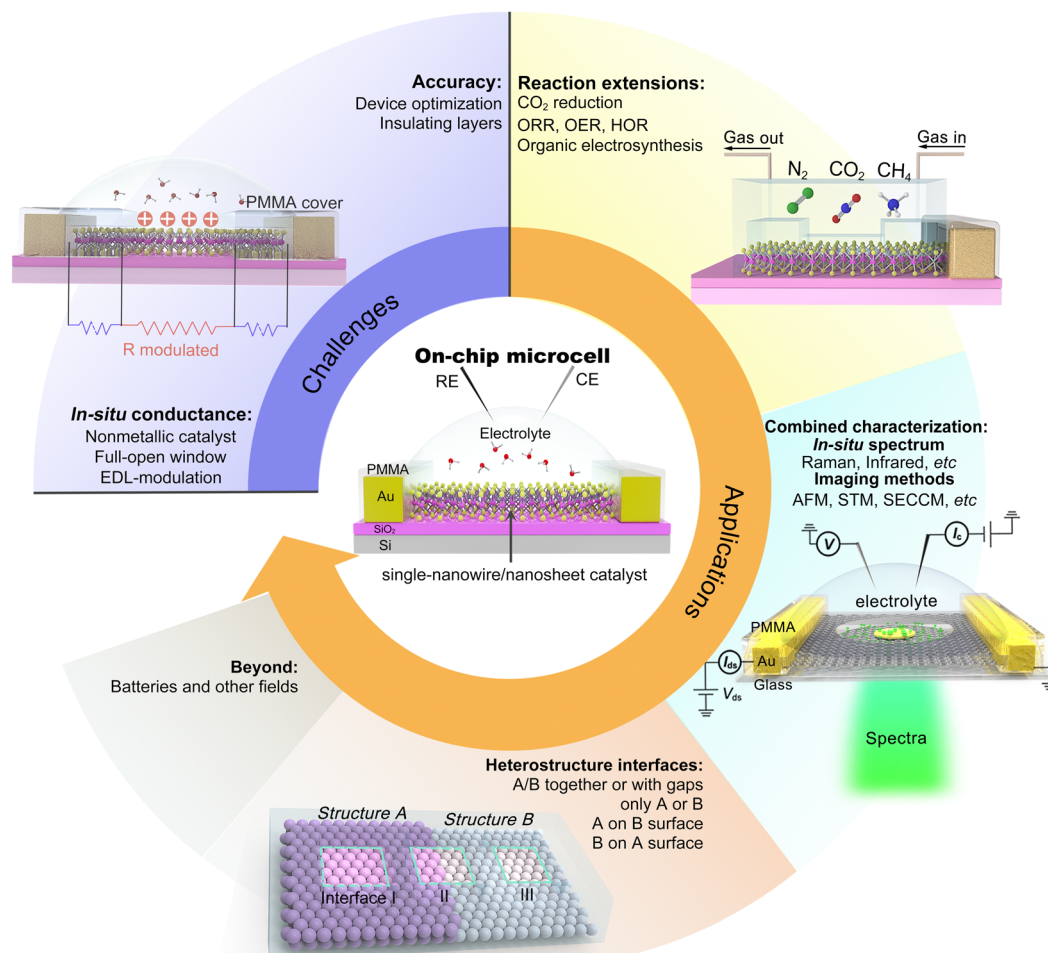 Accuracy:
Device optimization
Insulating layers
Reaction extensions:
CO₂ reduction
ORR, OER, HOR
Organic electrosynthesis
Gas out
Gas in
N₂
CO₂
CH₄
PMMA cover
R modulated
In-situ conductance:
Nonmetallic catalyst
Full-open window
EDL-modulation
Challenges
Applications
On-chip microcell
RE
CE
Electrolyte
PMMA
Au
SiO₂
Si
single-nanowire/nanosheet catalyst
Combined characterization:
In-situ spectrum
Raman, Infrared, etc
Imaging methods
AFM, STM, SECCM, etc
V
I_c
electrolyte
PMMA
I_ds
Au
V_ds
Glass
Spectra
Beyond:
Batteries and other fields
Heterostructure interfaces:
A/B together or with gaps
only A or B
A on B surface
B on A surface
Structure A
Structure B
Interface I
II
III